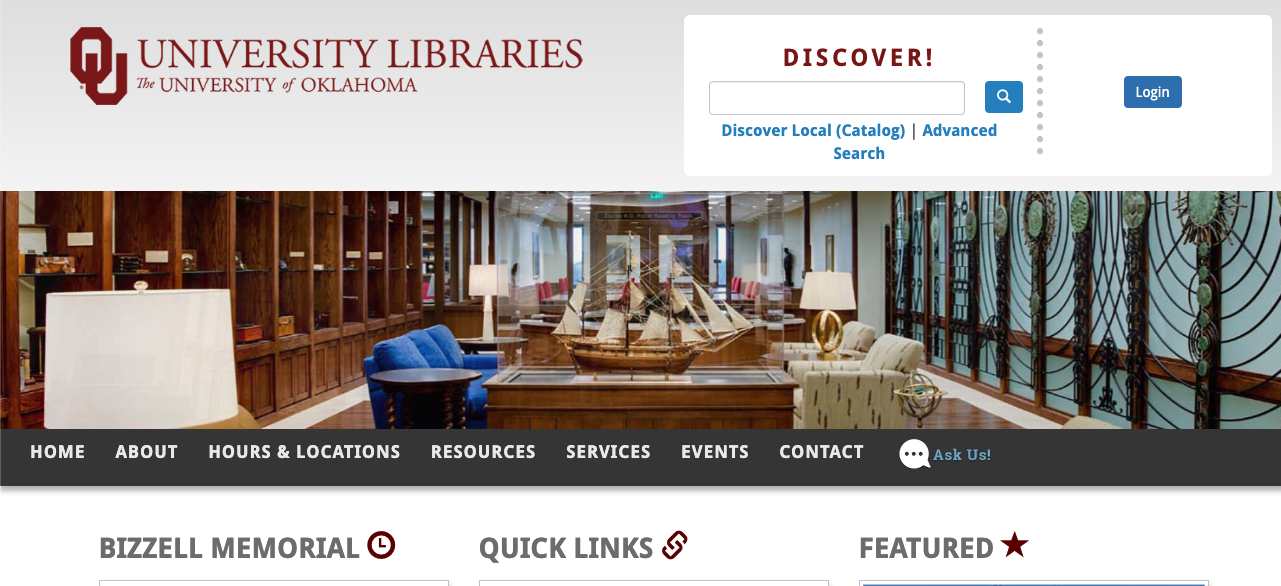 OU
UNIVERSITY LIBRARIES
The UNIVERSITY of OKLAHOMA
DISCOVER!
Discover Local (Catalog) | Advanced
Search
Login
HOME ABOUT HOURS & LOCATIONS RESOURCES SERVICES EVENTS CONTACT Ask Us!
BIZZELL MEMORIAL
QUICK LINKS
FEATURED